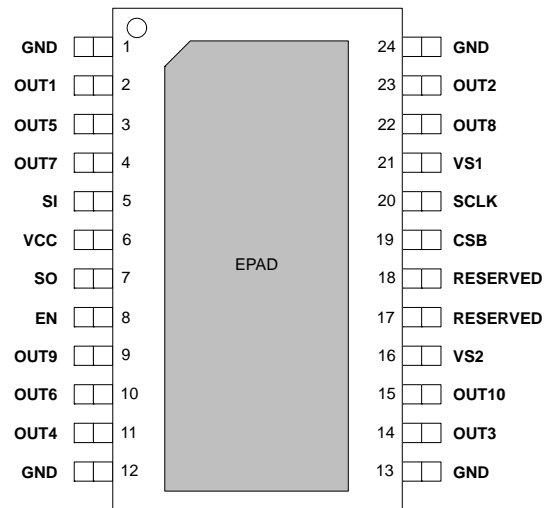 GND 1 24 GND
OUT1 2 23 OUT2
OUT5 3 22 OUT8
OUT7 4 21 VS1
SI 5 20 SCLK
VCC 6 19 CSB
EPAD
SO 7 18 RESERVED
EN 8 17 RESERVED
OUT9 9 16 VS2
OUT6 10 15 OUT10
OUT4 11 14 OUT3
GND 12 13 GND